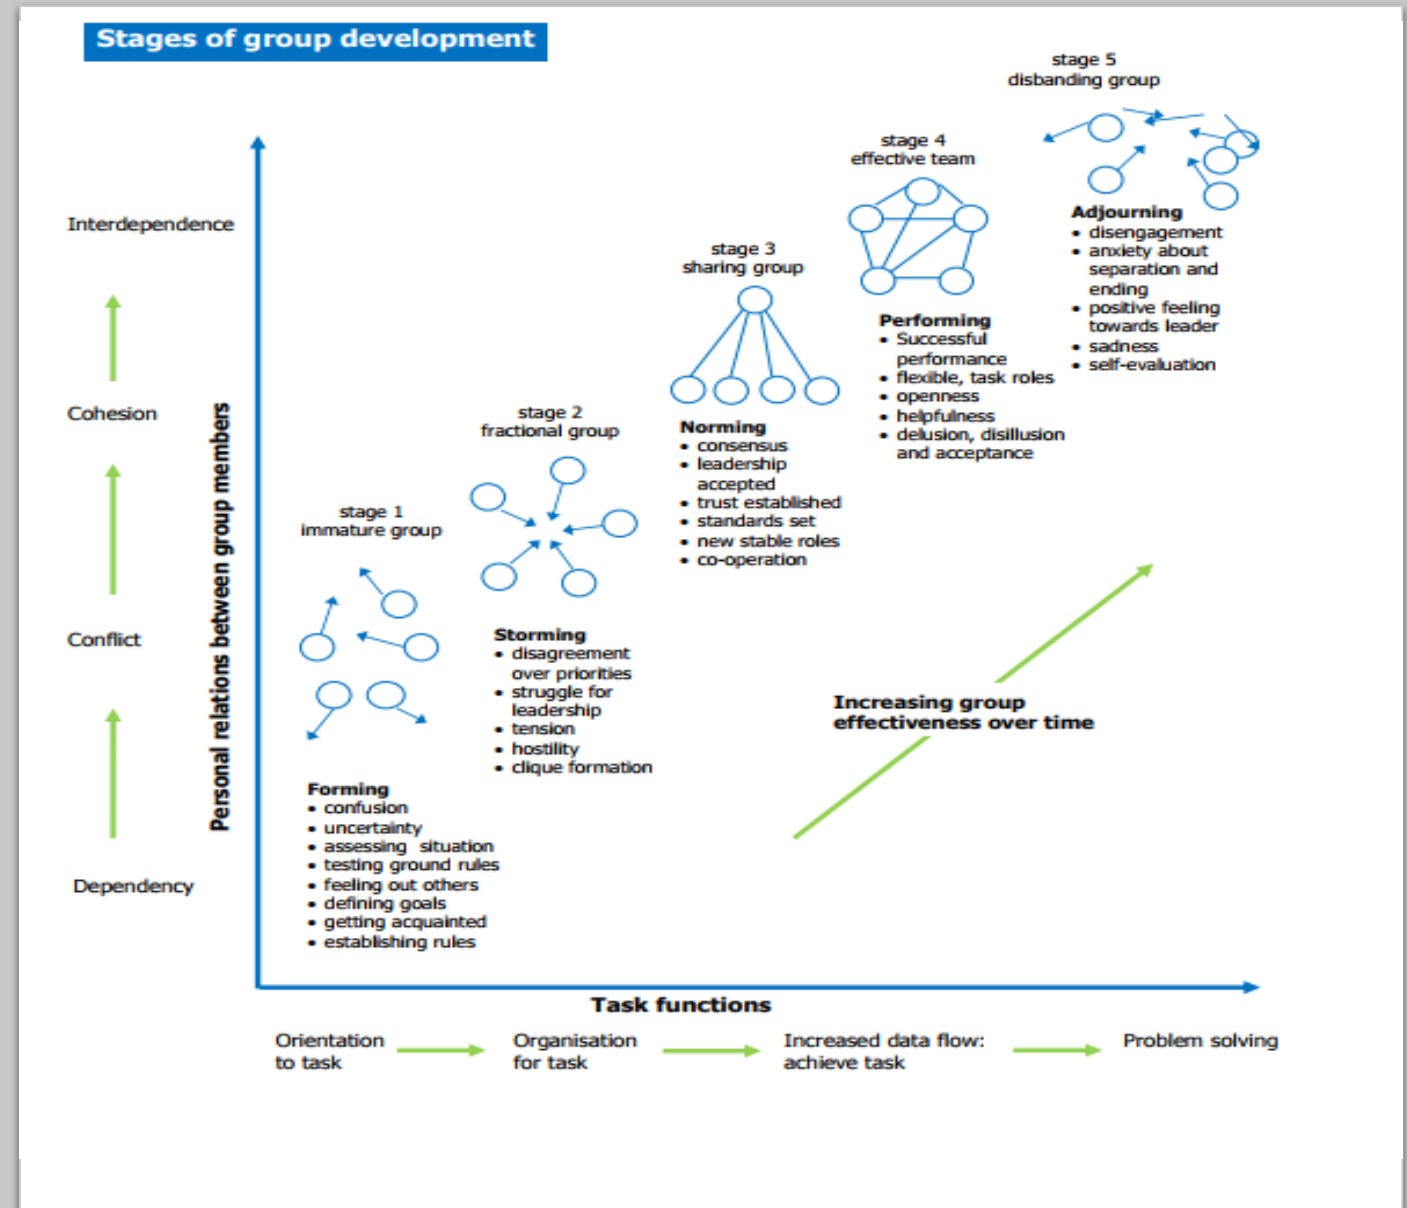 Stages of group development
stage 5
disbanding group
Adjourning
• disengagement
• anxiety about
separation and
ending
• positive feeling
towards leader
• sadness
• self-evaluation
stage 4
effective team
Performing
• Successful
performance
• flexible, task roles
• openness
• helpfulness
• delusion, disillusion
and acceptance
stage 3
sharing group
Norming
• consensus
• leadership
accepted
• trust established
• standards set
• new stable roles
• co-operation
stage 2
fractional group
Storming
• disagreement
over priorities
• struggle for
leadership
• tension
• hostility
• clique formation
stage 1
immature group
Forming
• confusion
• uncertainty
• assessing situation
• testing ground rules
• feeling out others
• defining goals
• getting acquainted
• establishing rules
Interdependence
Cohesion
Conflict
Dependency
Personal relations between group members
Increasing group
effectiveness over time
Task functions
Orientation
to task
Organisation
for task
Increased data flow:
achieve task
Problem solving